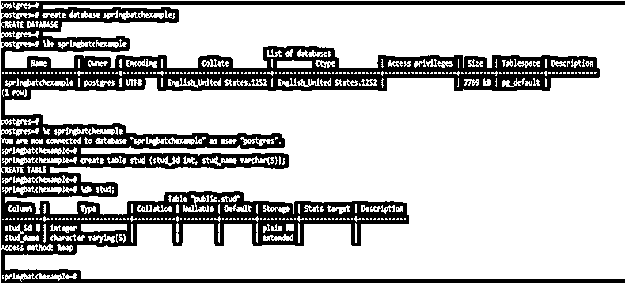 postgres=#
postgres=# create database springbatchexample;
CREATE DATABASE
postgres=#
postgres=# \l+ springbatchexample
List of databases
Name | Owner | Encoding | Collate | Ctype | Access privileges | Size | Tablespace | Description
springbatchexample | postgres | UTF8 | English_United States.1252 | English_United States.1252 | | 7769 kB | pg_default |
(1 row)
postgres=#
postgres=# \c springbatchexample
You are now connected to database "springbatchexample" as user "postgres".
springbatchexample=#
springbatchexample=# create table stud (stud_id int, stud_name varchar(5));
CREATE TABLE
springbatchexample=#
springbatchexample=# \d+ stud;
Table "public.stud"
Column | Type | Collation | Nullable | Default | Storage | Stats target | Description
stud_id | integer | | | | plain | |
stud_name | character varying(5) | | | | extended | |
Access method: heap
springbatchexample=#